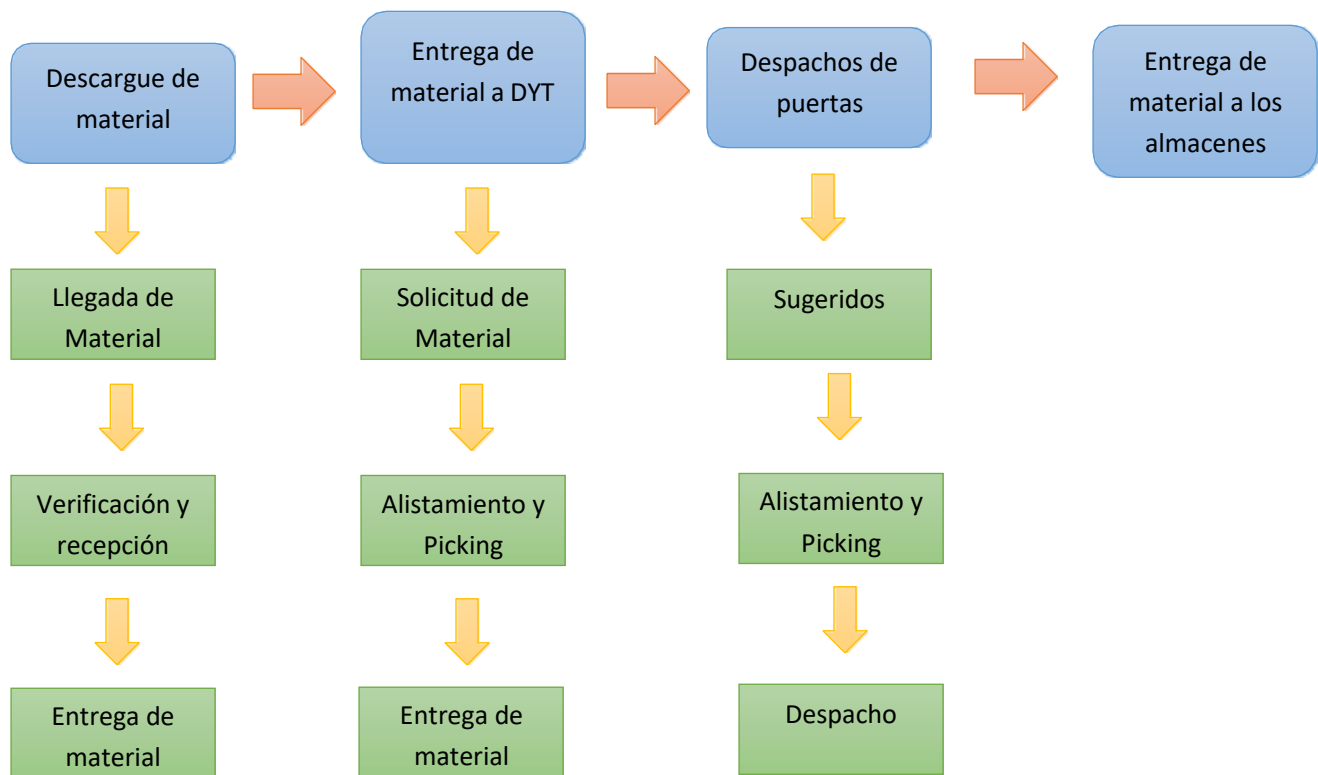 Descargue de
material
Entrega de
material a DYT
Despachos de
puertas
Entrega de
material a los
almacenes
Llegada de
Material
Solicitud de
Material
Sugeridos
Verificación y
recepción
Alistamiento y
Picking
Alistamiento y
Picking
Entrega de
material
Entrega de
material
Despacho